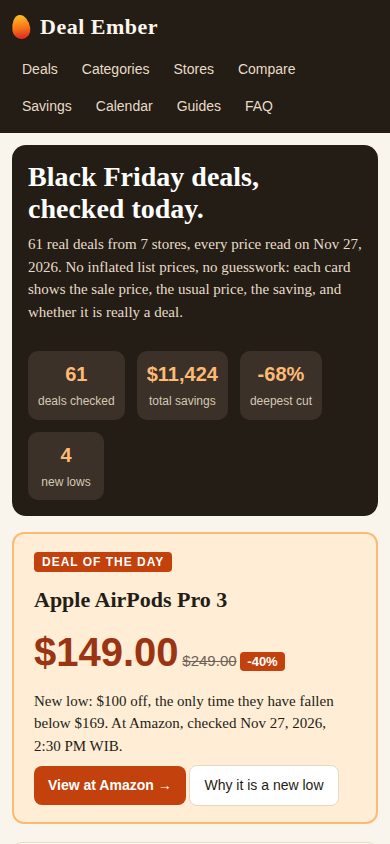 Deal Ember
Deals Categories Stores Compare
Savings Calendar Guides FAQ
Black Friday deals,
checked today.
61 real deals from 7 stores, every price read on Nov 27,
2026. No inflated list prices, no guesswork: each card
shows the sale price, the usual price, the saving, and
whether it is really a deal.
61 $11,424 -68%
deals checked total savings deepest cut
4
new lows
DEAL OF THE DAY
Apple AirPods Pro 3
$149.00 $249.00 -40%
New low: $100 off, the only time they have fallen
below $169. At Amazon, checked Nov 27, 2026,
2:30 PM WIB.
View at Amazon → Why it is a new low